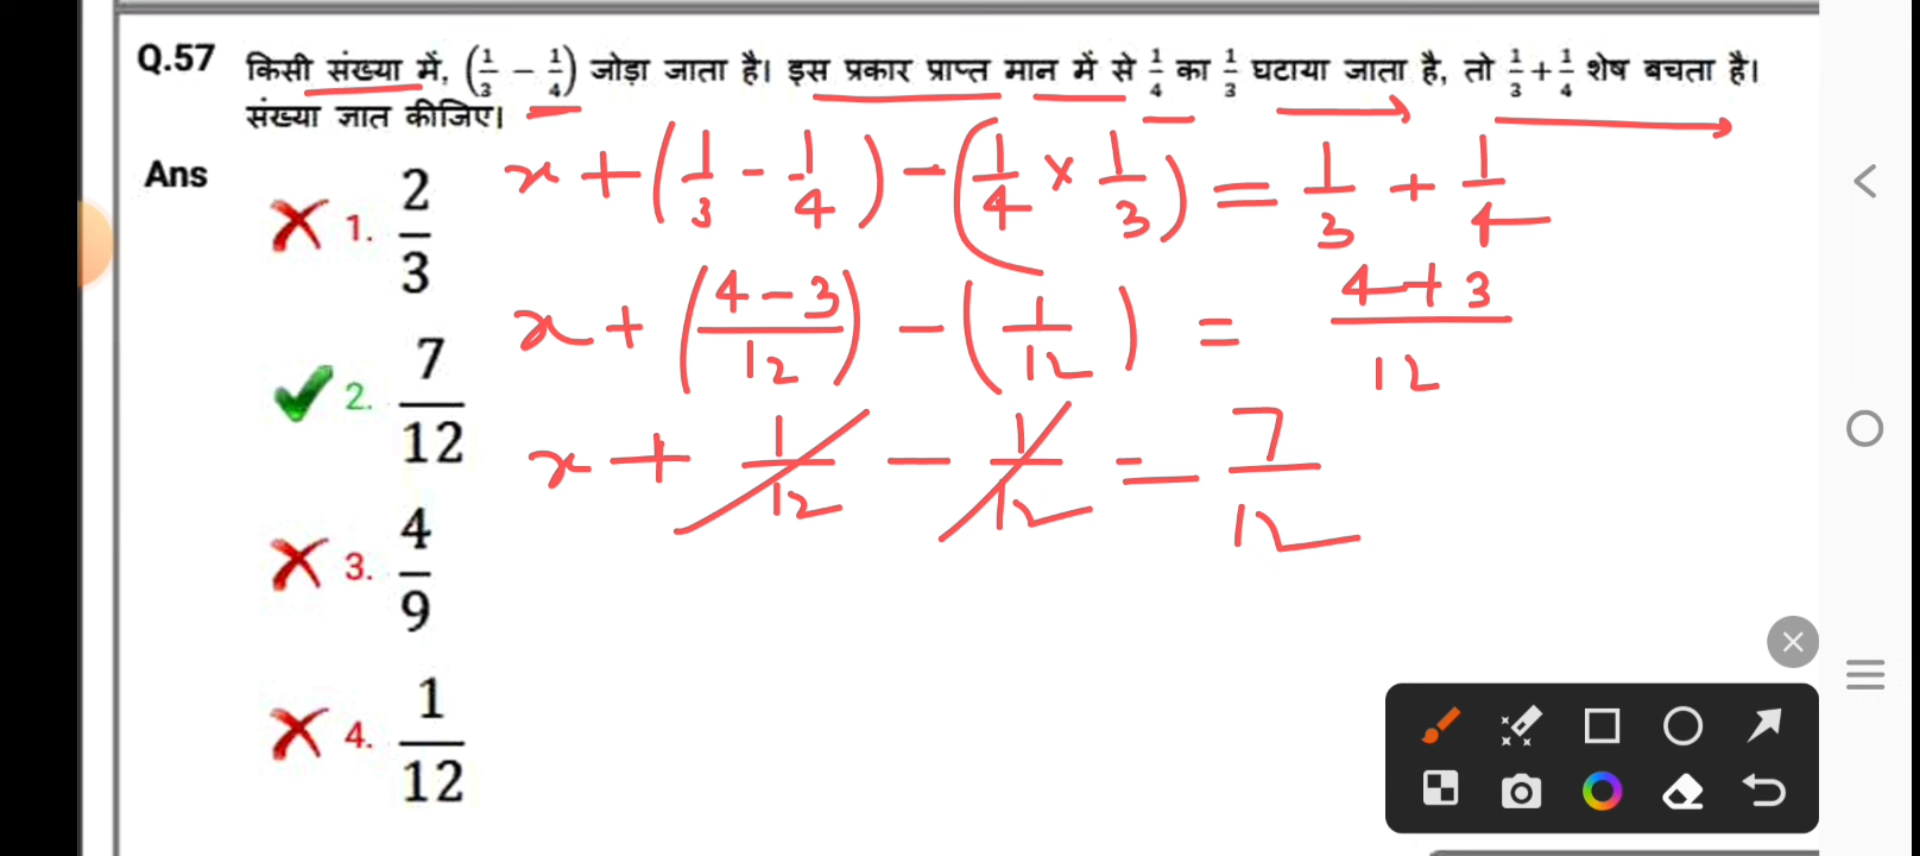 Q.57 किसी संख्या में, (1/3 − 1/4) जोड़ा जाता है। इस प्रकार प्राप्त मान में से 1/4 का 1/3 घटाया जाता है, तो 1/3 + 1/4 शेष बचता है।
संख्या ज्ञात कीजिए।
Ans
1. 2/3
2. 7/12
3. 4/9
4. 1/12
x + (1/3 - 1/4) - (1/4 × 1/3) = 1/3 + 1/4
x + (4-3/12) - (1/12) = 4+3/12
x + 1/12 - 1/12 = 7/12